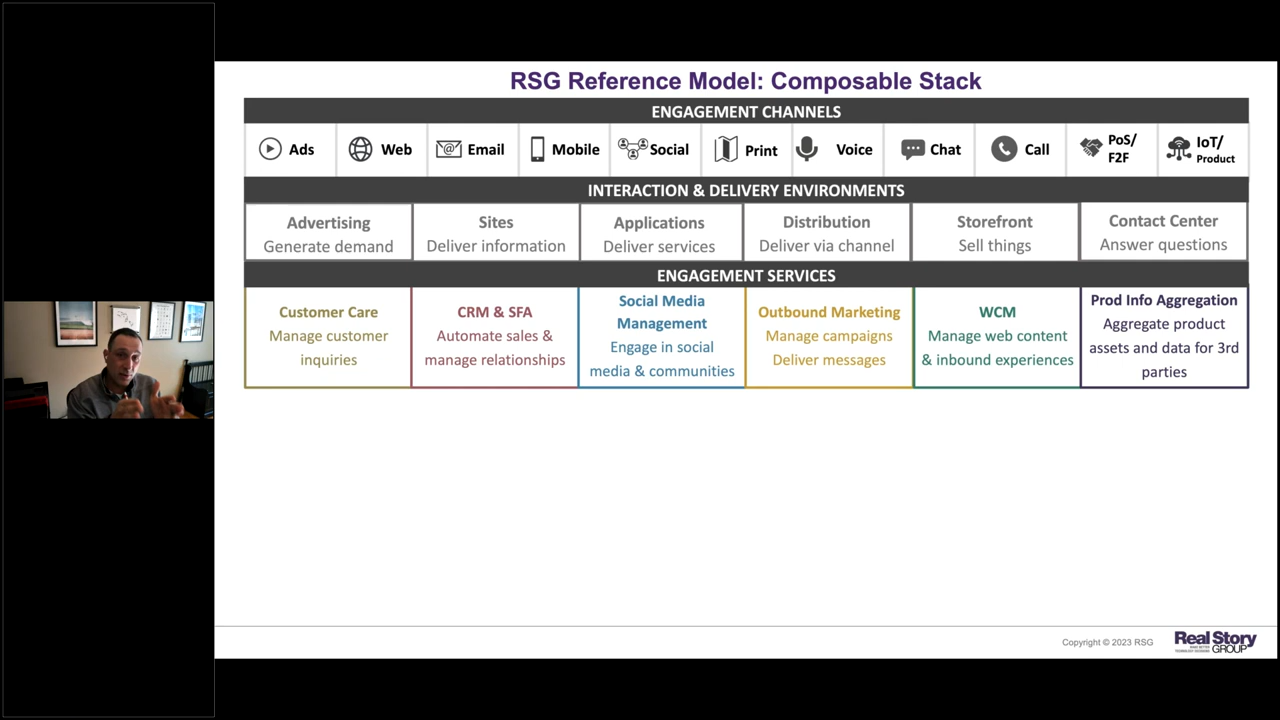 RSG Reference Model: Composable Stack
ENGAGEMENT CHANNELS
Ads
Web
Email
Mobile
Social
Print
Voice
Chat
Call
PoS/
F2F
IoT/
Product
INTERACTION & DELIVERY ENVIRONMENTS
Advertising
Generate demand
Sites
Deliver information
Applications
Deliver services
Distribution
Deliver via channel
Storefront
Sell things
Contact Center
Answer questions
ENGAGEMENT SERVICES
Customer Care
Manage customer
inquiries
CRM & SFA
Automate sales &
manage relationships
Social Media
Management
Engage in social
media & communities
Outbound Marketing
Manage campaigns
Deliver messages
WCM
Manage web content
& inbound experiences
Prod Info Aggregation
Aggregate product
assets and data for 3rd
parties
Copyright © 2023 RSG
Real Story
GROUP